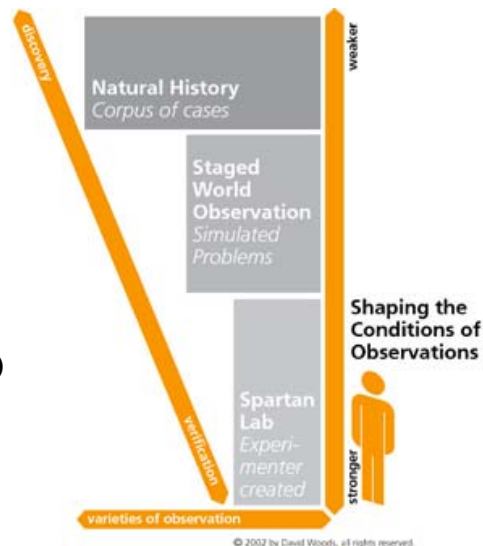 discovery
weaker
Natural History
Corpus of cases
Staged
World
Observation
Simulated
Problems
Shaping the
Conditions of
Observations
)
Spartan
Lab
Experi-
menter
created
verification
stronger
varieties of observation
© 2002 by David Woods, all rights reserved.